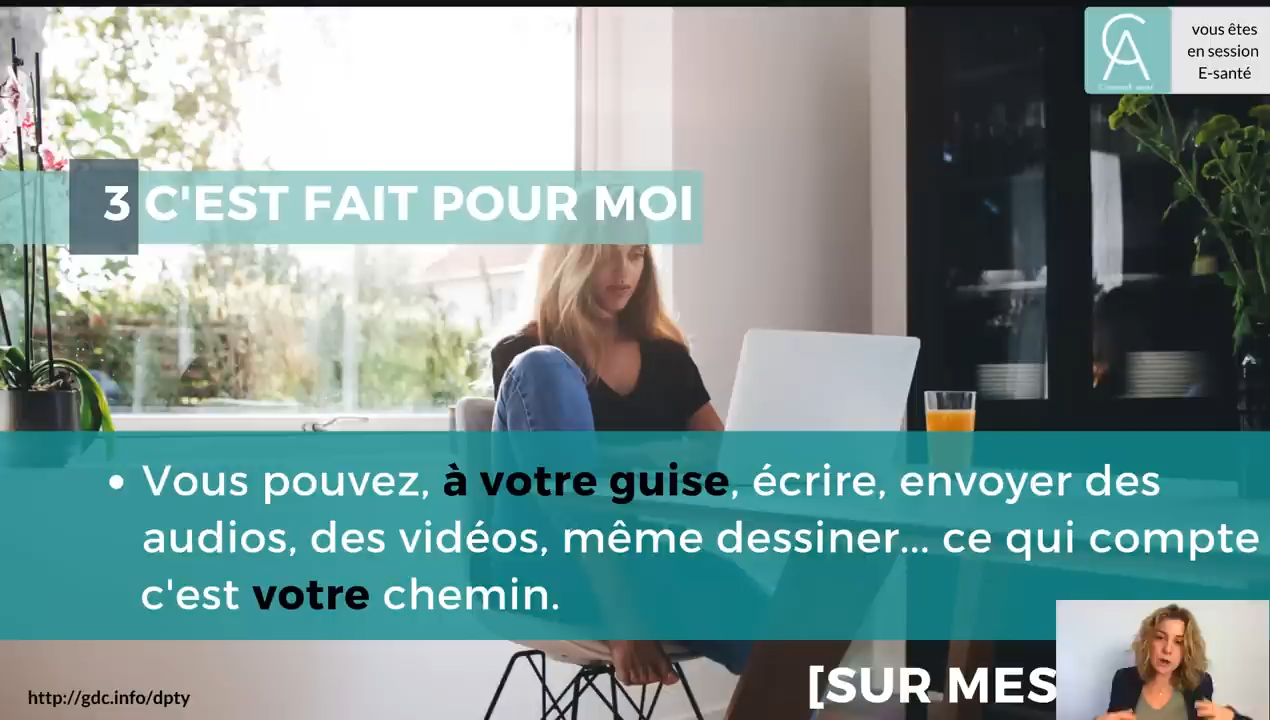 vous êtes
en session
E-santé
3 C'EST FAIT POUR MOI
• Vous pouvez, à votre guise, écrire, envoyer des
audios, des vidéos, même dessiner... ce qui compte
c'est votre chemin.
[SUR MES
http://gdc.info/dpty